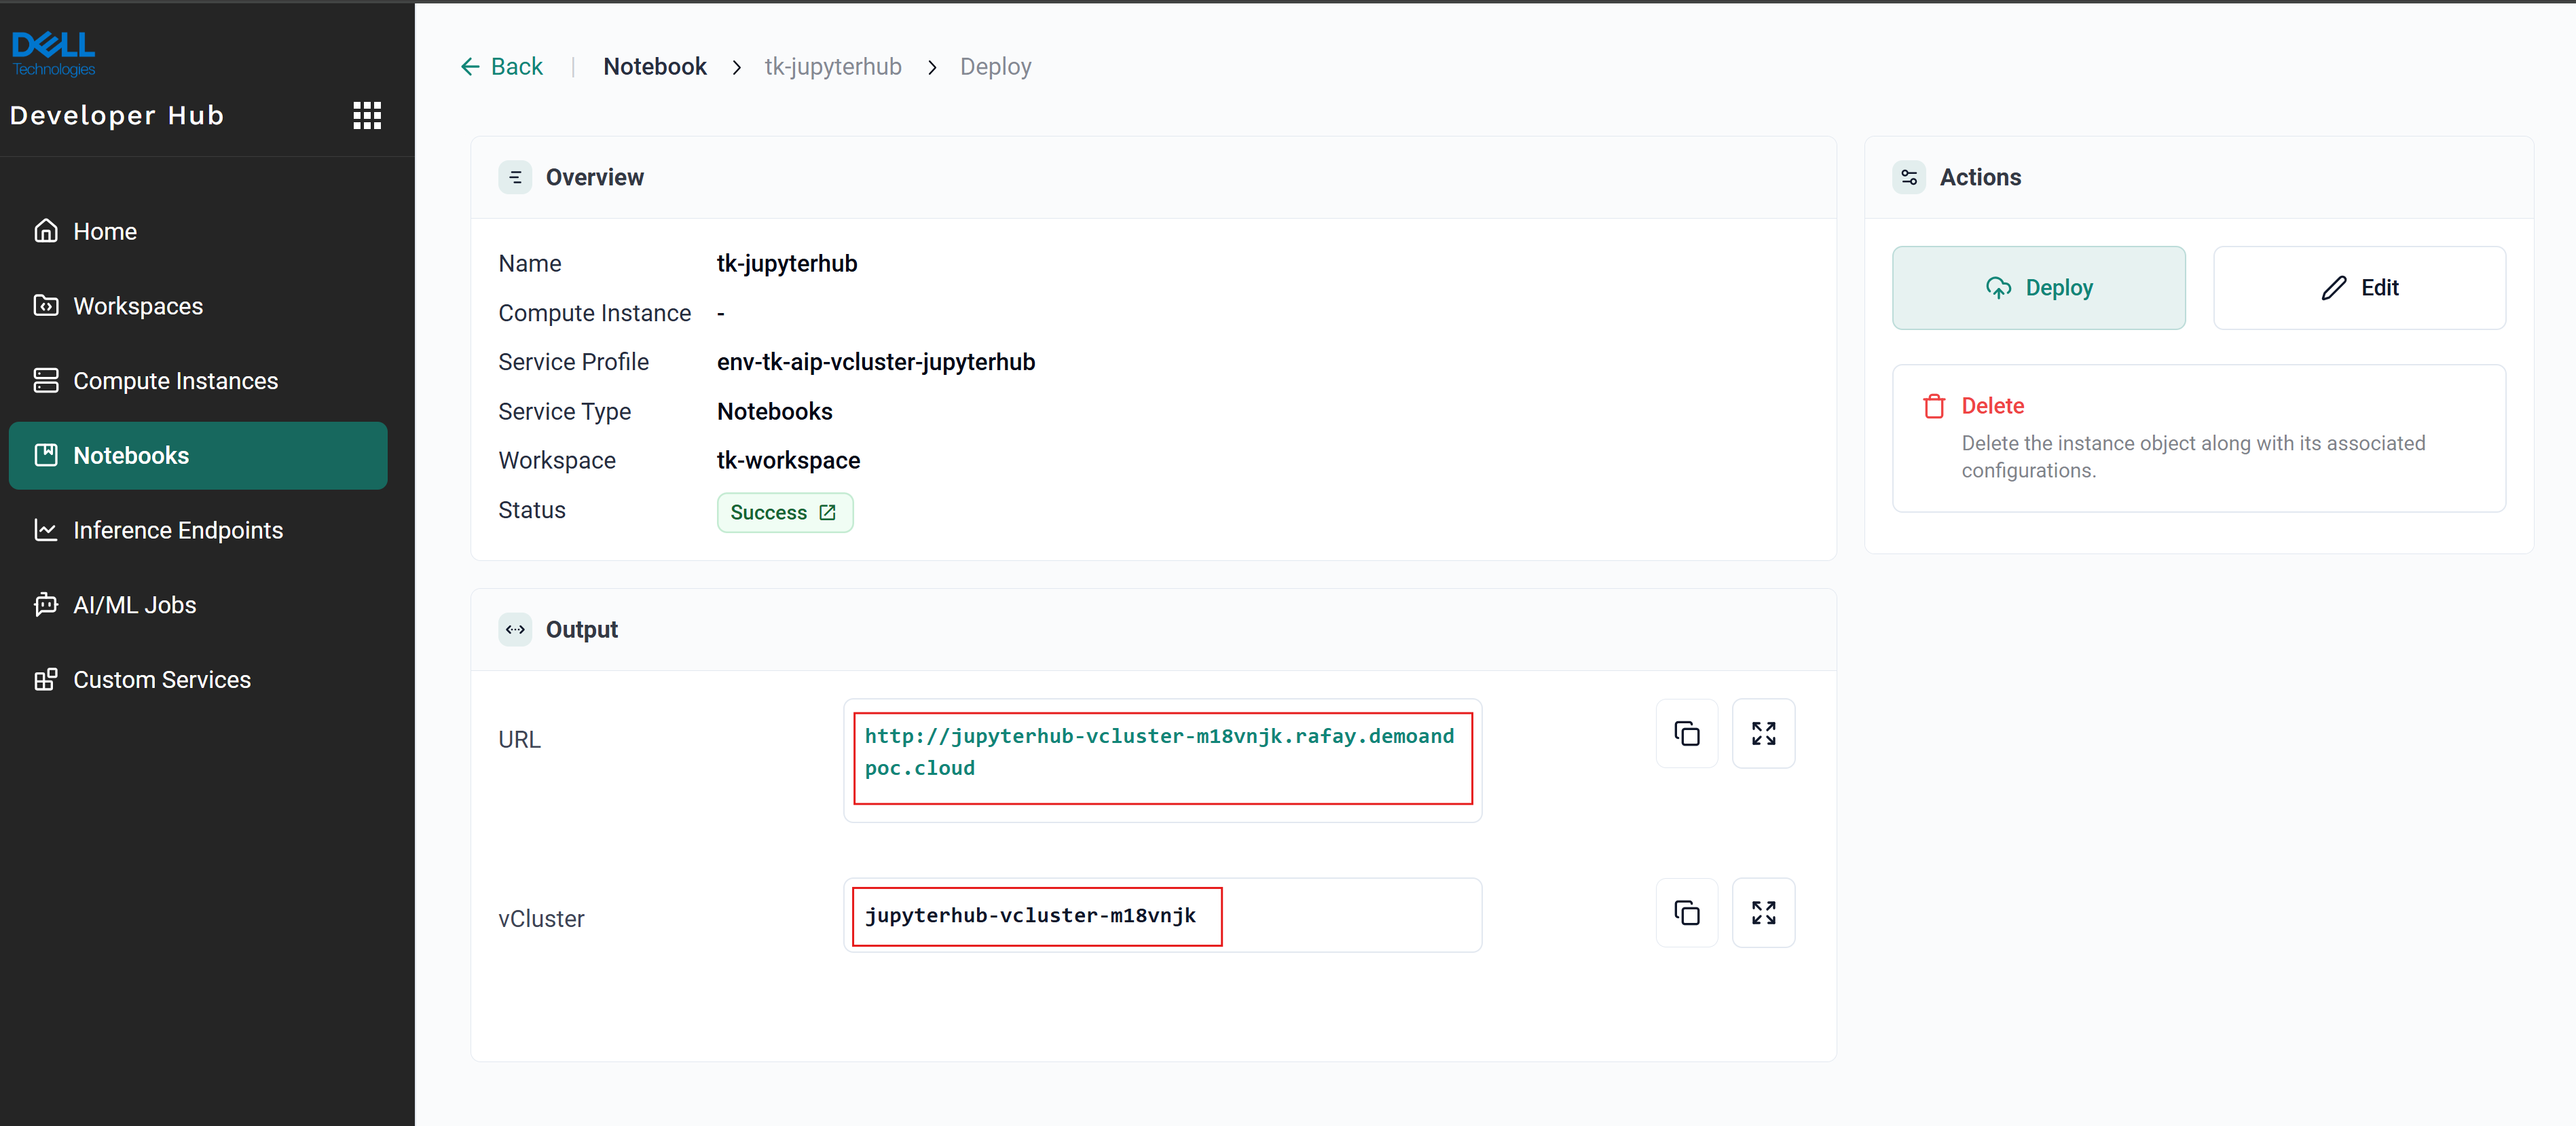 DELL
Technologies
Developer Hub
Home
Workspaces
Compute Instances
Notebooks
Inference Endpoints
AI/ML Jobs
Custom Services
Back | Notebook > tk-jupyterhub > Deploy
Overview
Name tk-jupyterhub
Compute Instance -
Service Profile env-tk-aip-vcluster-jupyterhub
Service Type Notebooks
Workspace tk-workspace
Status Success
Output
URL http://jupyterhub-vcluster-m18vnjk.rafay.demoand
poc.cloud
vCluster jupyterhub-vcluster-m18vnjk
Actions
Deploy Edit
Delete
Delete the instance object along with its associated
configurations.